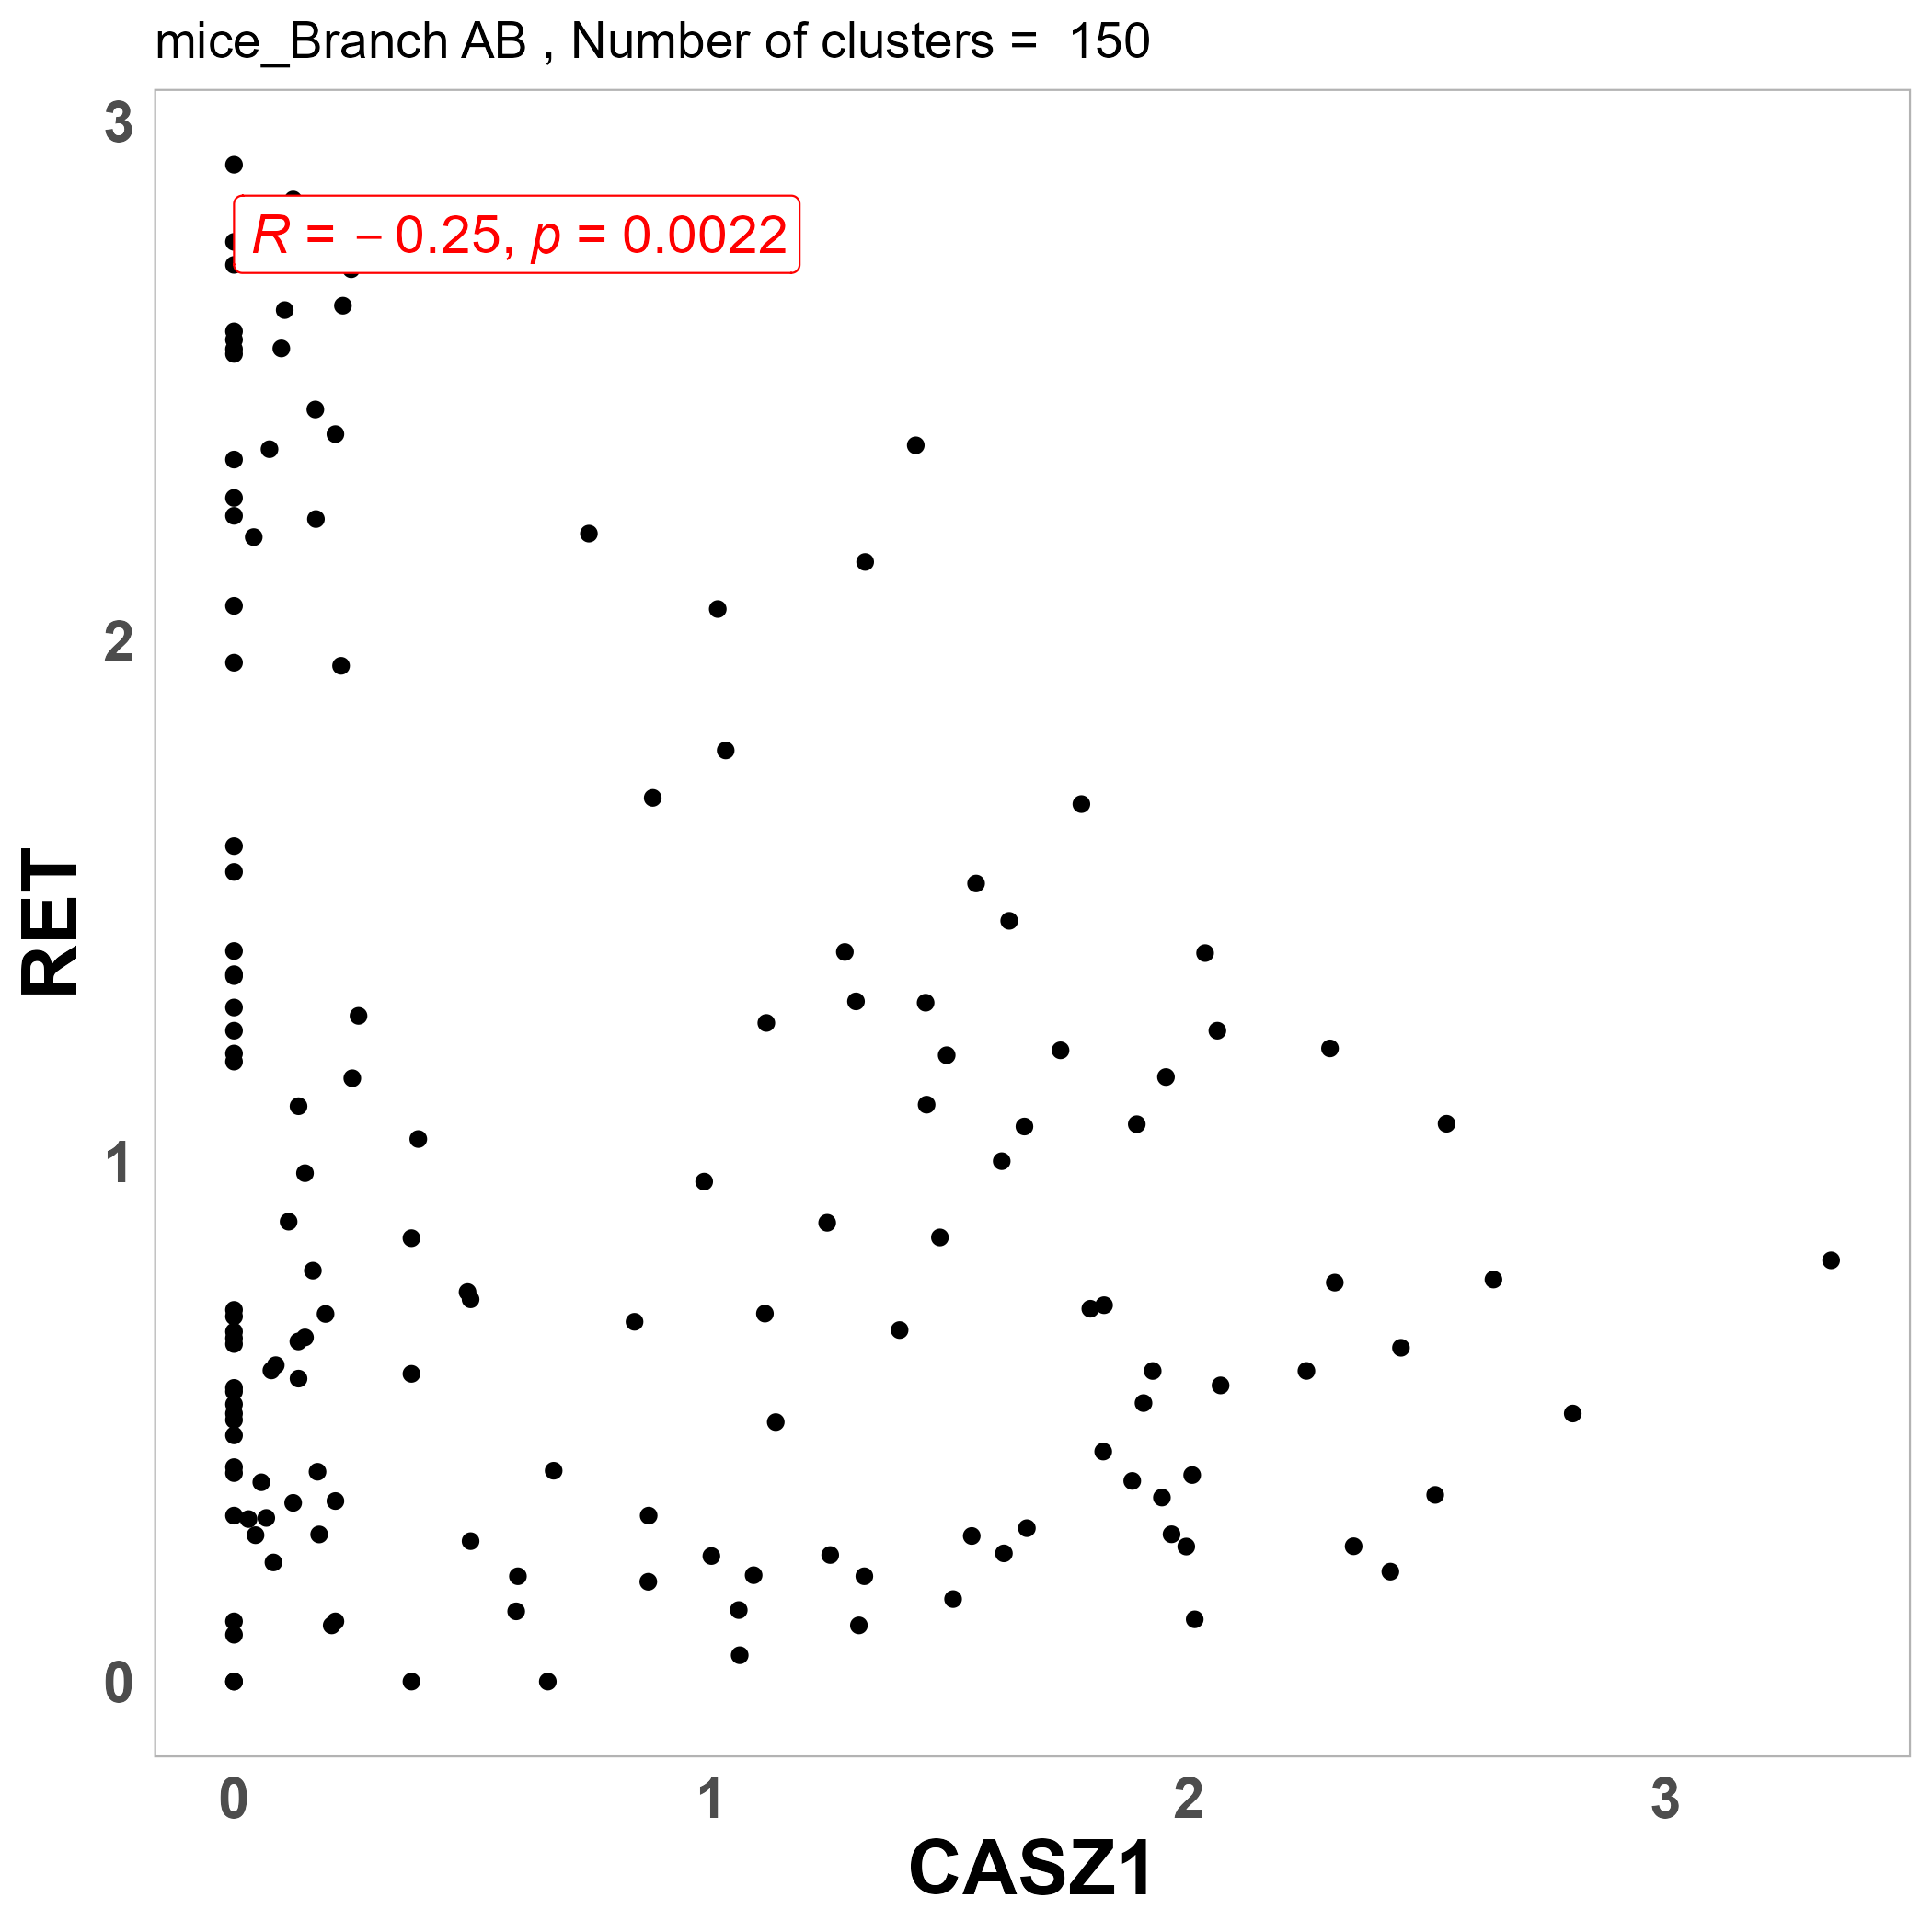 mice_Branch AB , Number of clusters =  150
3
R = − 0.25, p = 0.0022
2
RET
1
0
0 1 2 3
CASZ1